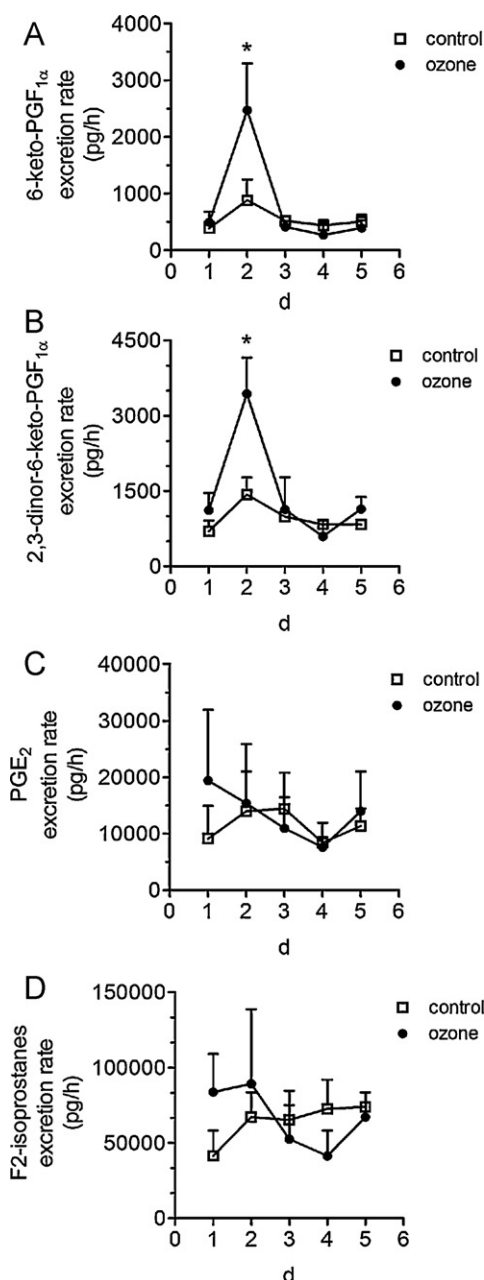 A
6-keto-PGF1α
excretion rate
(pg/h)
4000
3000
2000
1000
0
*
control
ozone
0 1 2 3 4 5 6
d
B
2,3-dinor-6-keto-PGF1α
excretion rate
(pg/h)
4500
3000
1500
0
*
control
ozone
0 1 2 3 4 5 6
d
C
PGE2
excretion rate
(pg/h)
40000
30000
20000
10000
0
control
ozone
0 1 2 3 4 5 6
d
D
F2-isoprostanes
excretion rate
(pg/h)
150000
100000
50000
0
control
ozone
0 1 2 3 4 5 6
d